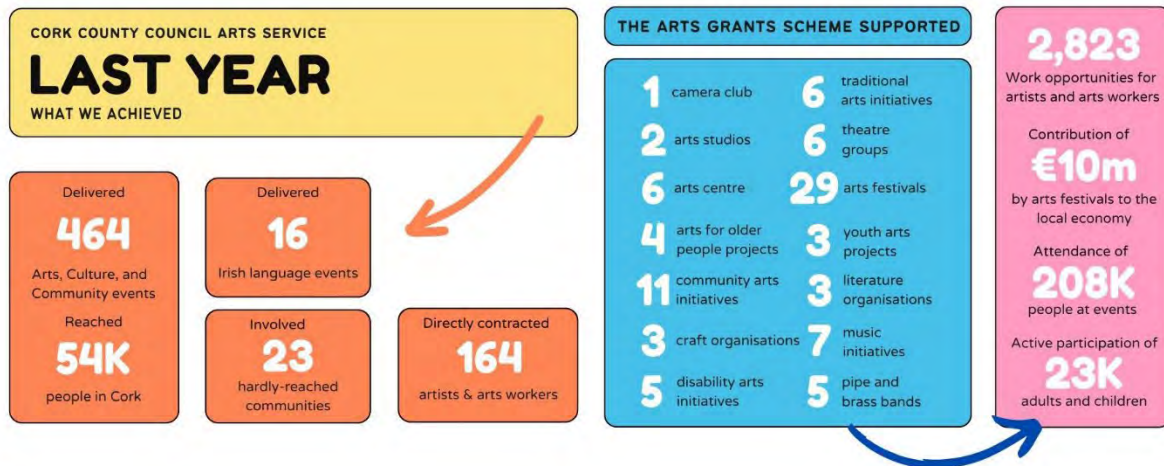 CORK COUNTY COUNCIL ARTS SERVICE
LAST YEAR
WHAT WE ACHIEVED
Delivered
464
Arts, Culture, and
Community events
Reached
54K
people in Cork
Delivered
16
Irish language events
Involved
23
hardly-reached
communities
Directly contracted
164
artists & arts workers
THE ARTS GRANTS SCHEME SUPPORTED
1 camera club
2 arts studios
6 arts centre
4 arts for older
people projects
11 community arts
initiatives
3 craft organisations
5 disability arts
initiatives
6 traditional
arts initiatives
6 theatre
groups
29 arts festivals
3 youth arts
projects
3 literature
organisations
7 music
initiatives
5 pipe and
brass bands
2,823
Work opportunities for
artists and arts workers
Contribution of
€10m
by arts festivals to the
local economy
Attendance of
208K
people at events
Active participation of
23K
adults and children